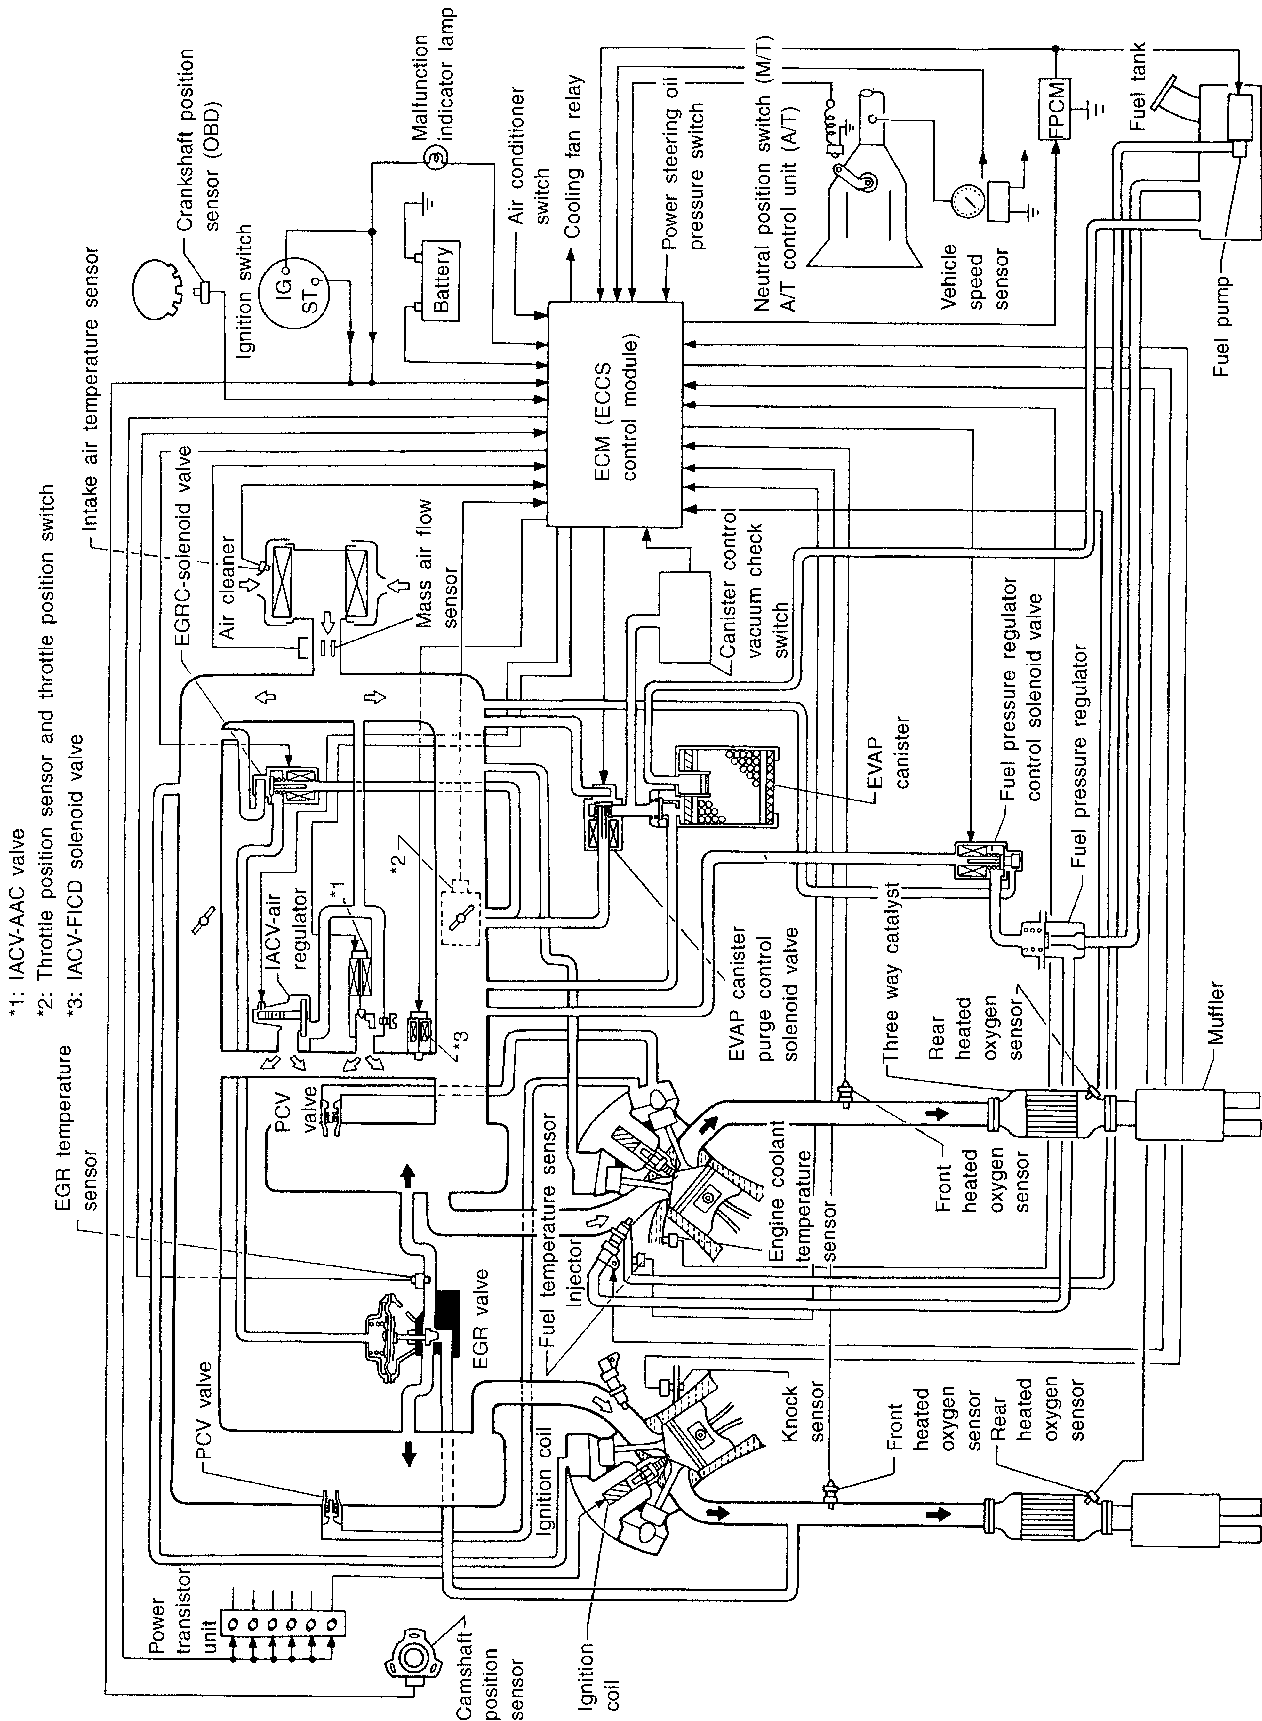 *1: IACV-AAC valve
*2: Throttle position sensor and throttle position switch
*3: IACV-FICD solenoid valve
Intake air temperature sensor
Crankshaft position
sensor (OBD)
Ignition switch
IG
ST
Malfunction
indicator lamp
Battery
Air conditioner
switch
Cooling fan relay
Power steering oil
pressure switch
Neutral position switch (M/T)
A/T control unit (A/T)
Vehicle
speed
sensor
FPCM
Fuel tank
Fuel pump
ECM (ECCS
control module)
EGRC-solenoid valve
Air cleaner
Mass air flow
sensor
Canister control
vacuum check
switch
EVAP
canister
Fuel pressure regulator
control solenoid valve
Fuel pressure regulator
IACV-air
regulator
*1
*2
*3
EVAP canister
purge control
solenoid valve
Three way catalyst
Rear
heated
oxygen
sensor
Muffler
EGR temperature
sensor
PCV
valve
Fuel temperature sensor
Injector
Engine coolant
temperature
sensor
Front
heated
oxygen
sensor
EGR valve
PCV valve
Ignition coil
Knock
sensor
Front
heated
oxygen
sensor
Rear
heated
oxygen
sensor
Power
transistor
unit
Camshaft
position
sensor
Ignition
coil